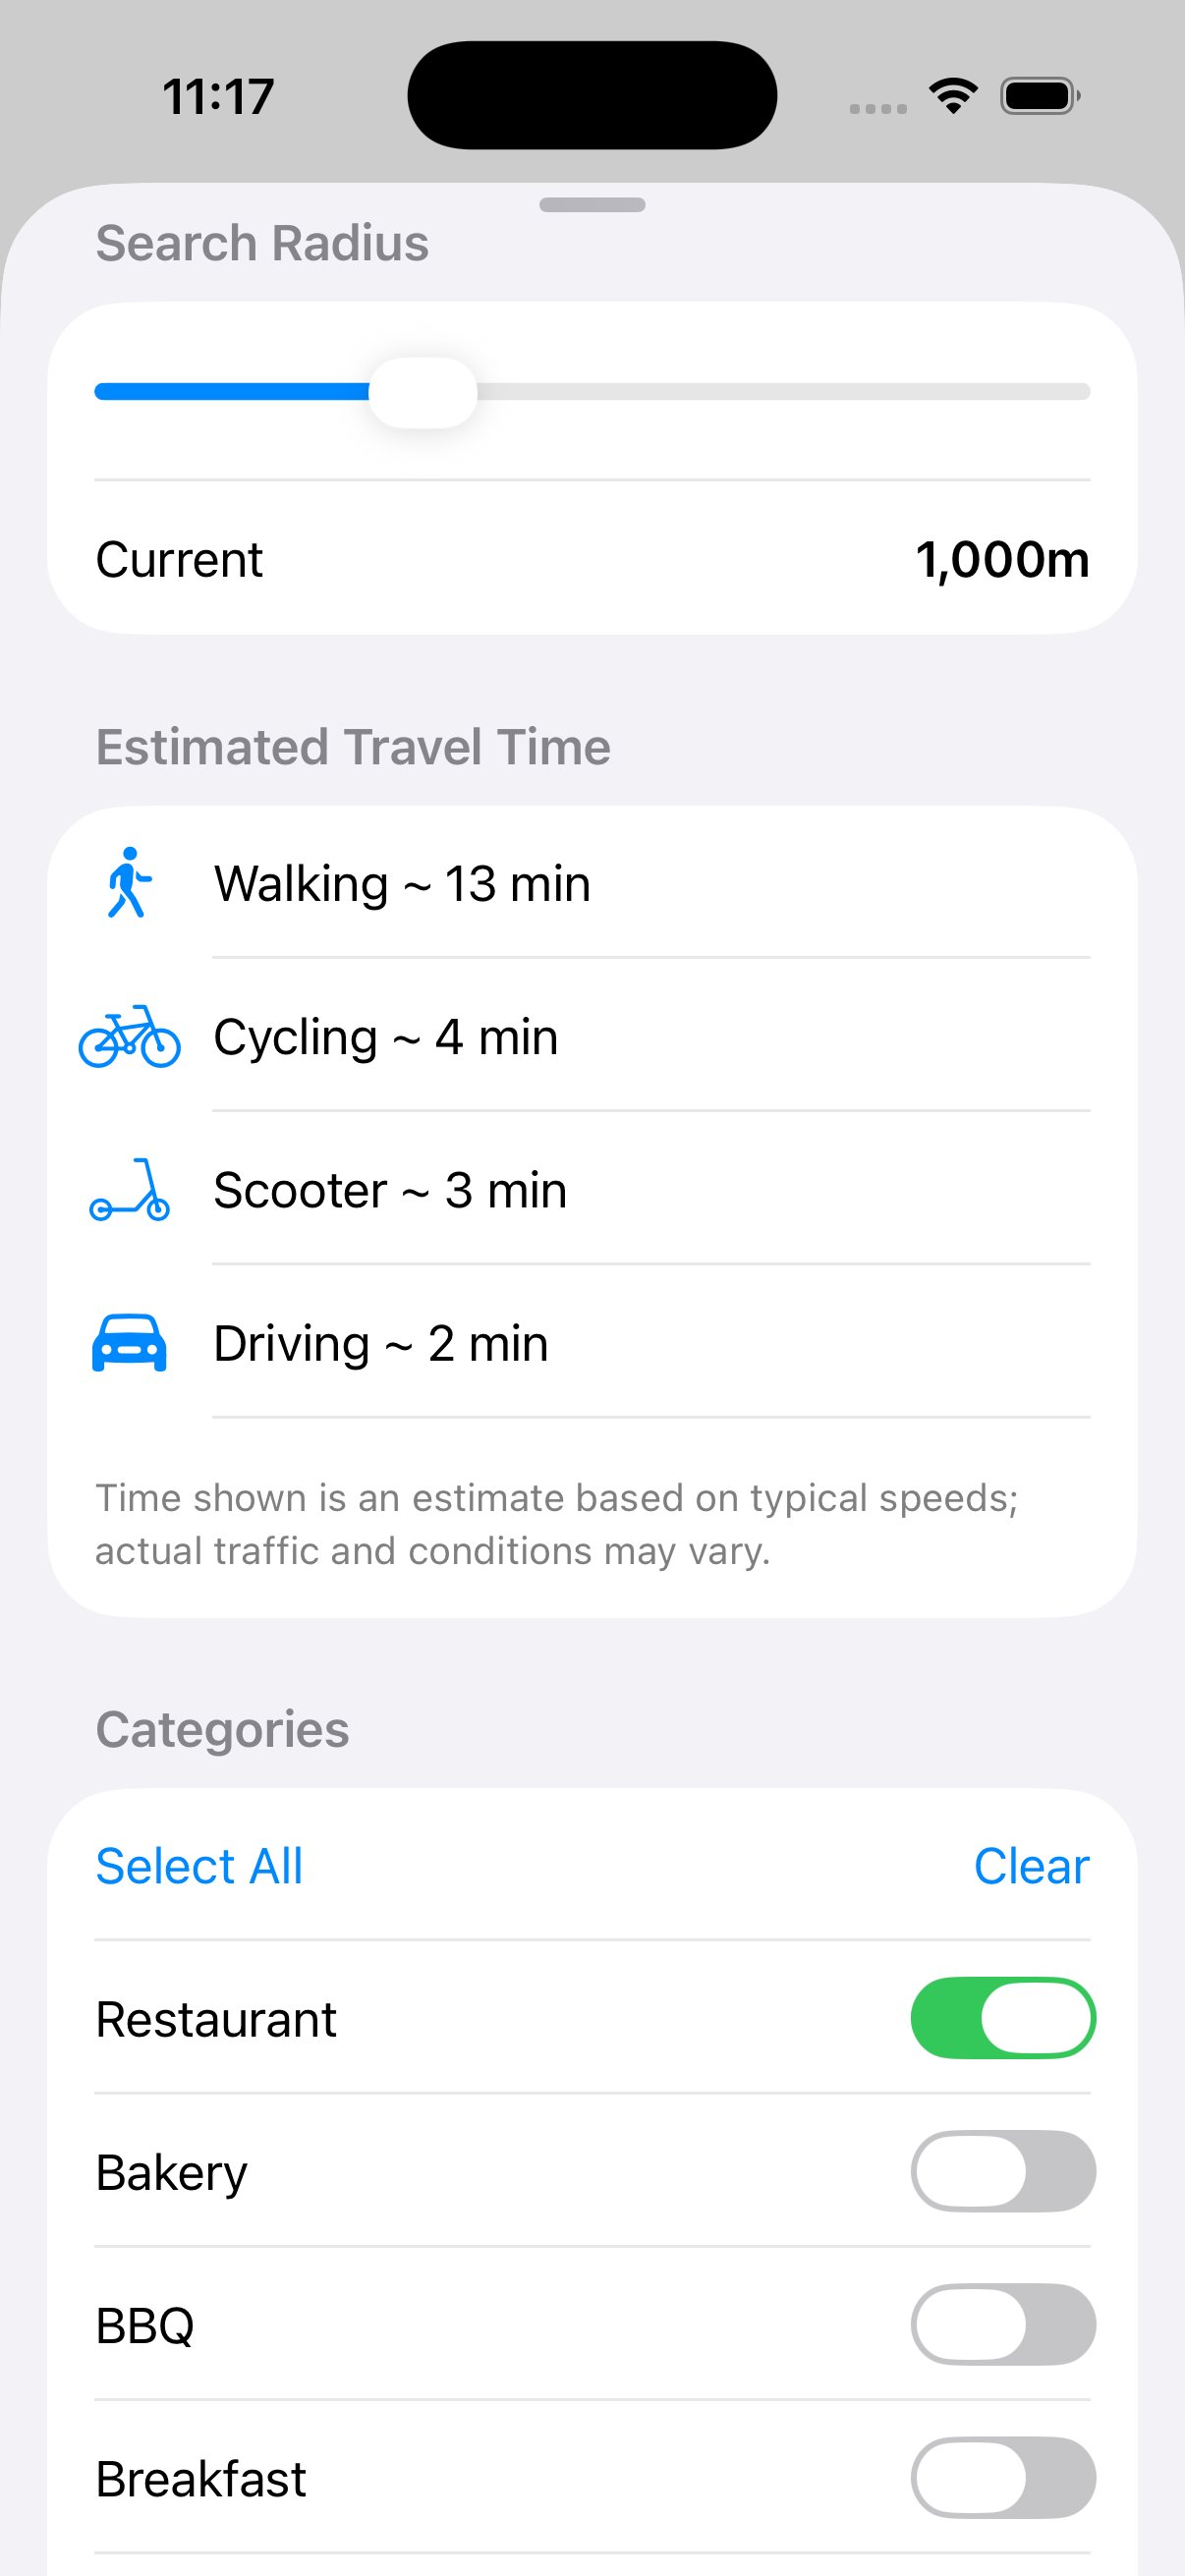 11:17
Search Radius
Current 1,000m
Estimated Travel Time
Walking ~ 13 min
Cycling ~ 4 min
Scooter ~ 3 min
Driving ~ 2 min
Time shown is an estimate based on typical speeds;
actual traffic and conditions may vary.
Categories
Select All Clear
Restaurant
Bakery
BBQ
Breakfast